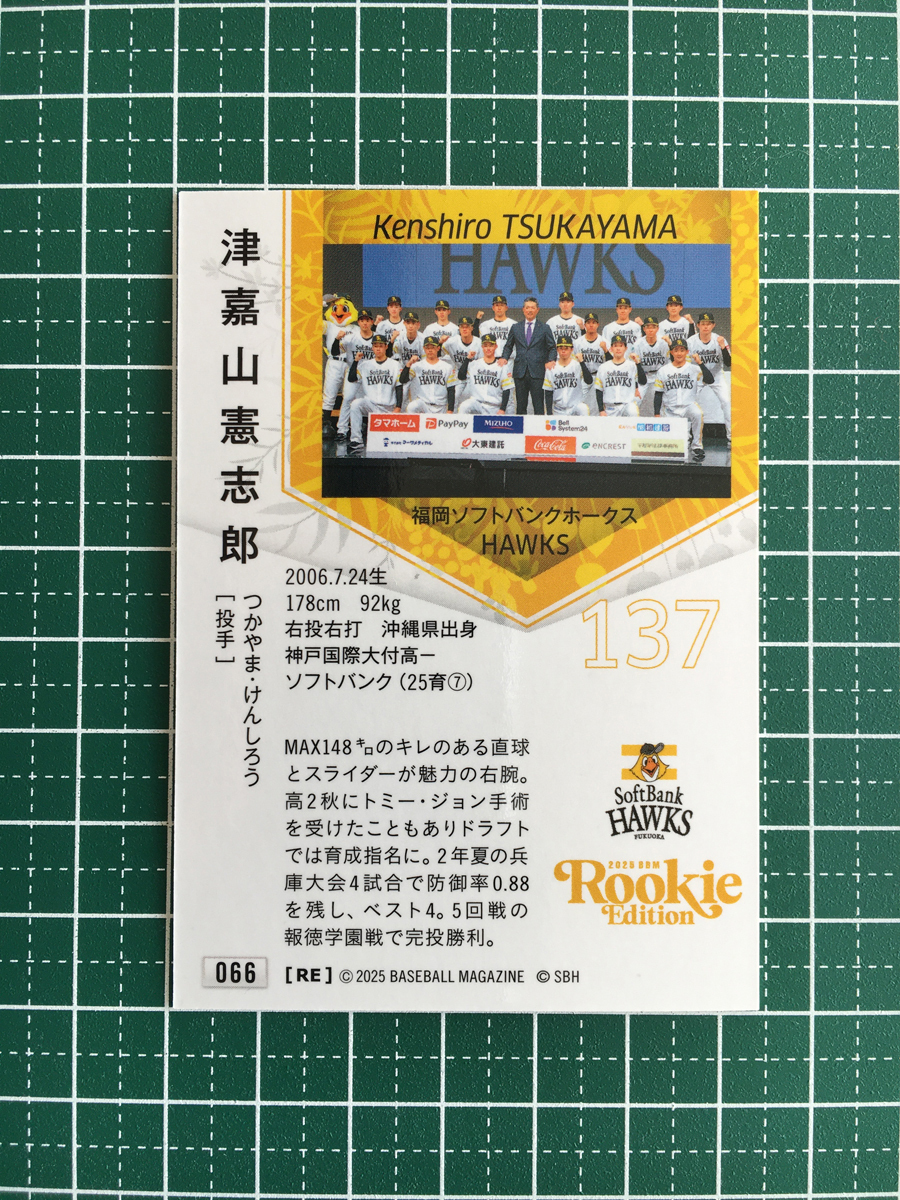 津嘉山憲志郎
つかやま・けんしろう
［投手］
Kenshiro TSUKAYAMA
HAWKS
タマホーム PayPay MIZUHO Bell System24
大東建託 Coca-Cola encrest
福岡ソフトバンクホークス
HAWKS
2006.7.24生
178cm 92kg
右投右打 沖縄県出身
神戸国際大付高ー
ソフトバンク（25育⑦）
137
MAX148㌔のキレのある直球
とスライダーが魅力の右腕。
高2秋にトミー・ジョン手術
を受けたこともありドラフト
では育成指名に。2年夏の兵
庫大会4試合で防御率0.88
を残し、ベスト4。5回戦の
報徳学園戦で完投勝利。
SoftBank
HAWKS
FUKUOKA
2025 BBM
Rookie
Edition
066 [RE] ©2025 BASEBALL MAGAZINE ©SBH